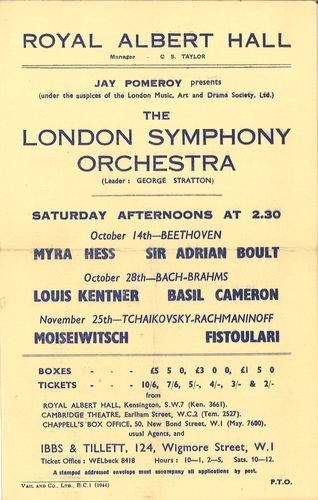 ROYAL ALBERT HALL
Manager - C S. TAYLOR
JAY POMEROY presents
(under the auspices of the London Music, Art and Drama Society, Ltd.)
THE
LONDON SYMPHONY
ORCHESTRA
(Leader: GEORGE STRATTON)
SATURDAY AFTERNOONS AT 2.30
October 14th—BEETHOVEN
MYRA HESS SIR ADRIAN BOULT
October 28th—BACH-BRAHMS
LOUIS KENTNER BASIL CAMERON
November 25th—TCHAIKOVSKY-RACHMANINOFF
MOISEIWITSCH FISTOULARI
BOXES - - - £5 5 0, £3 0 0, £1 5 0
TICKETS - - - 10/6, 7/6, 5/-, 4/-, 3/- & 2/-
from
ROYAL ALBERT HALL, Kensington, S.W.7 (Ken. 3661).
CAMBRIDGE THEATRE, Earlham Street, W.C.2 (Tem. 2527).
CHAPPELL'S BOX OFFICE, 50, New Bond Street, W.1 (May. 7600),
usual Agents, and
IBBS & TILLETT, 124, Wigmore Street, W.1
Ticket Office: WELbeck 8418 Hours: 10—1, 2—5, Sats. 10—12.
A stamped addressed envelope must accompany all applications by post.
VAIL AND CO., LTD., E.C.1 (1044) P.T.O.